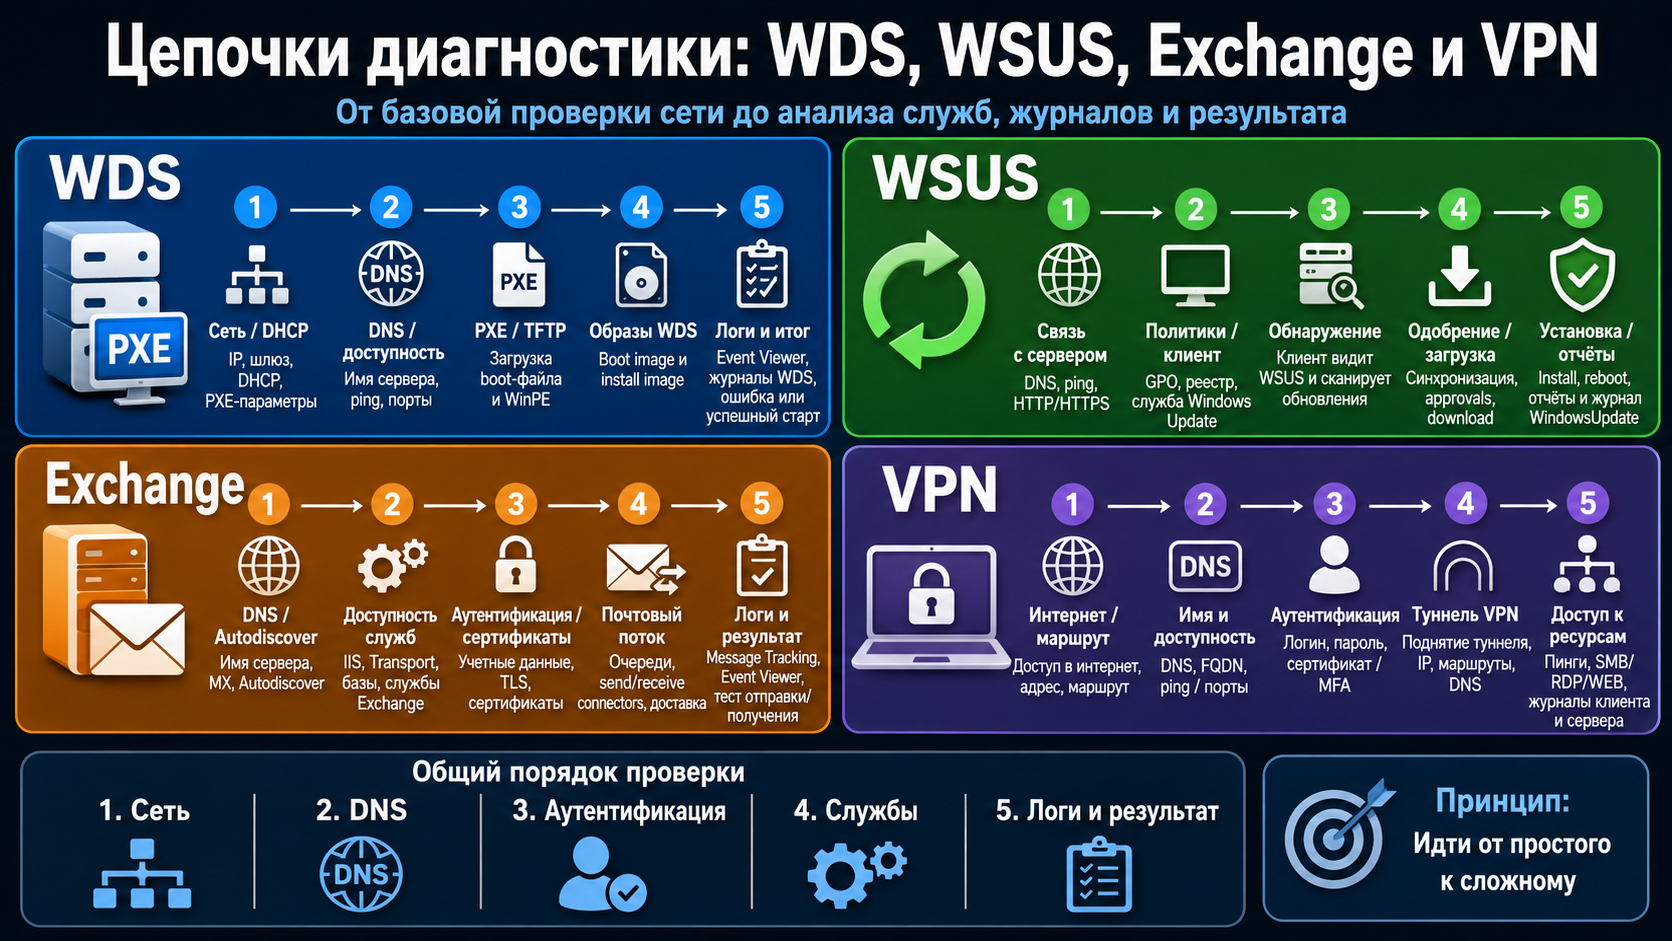 Цепочки диагностики: WDS, WSUS, Exchange и VPN
От базовой проверки сети до анализа служб, журналов и результата
WDS
PXE
1
2
3
4
5
DNS
PXE
Сеть / DHCP
IP, шлюз,
DHCP,
PXE-параметры
DNS /
доступность
Имя сервера,
ping, порты
PXE / TFTP
Загрузка
boot-файла
и WinPE
Образы WDS
Boot image и
install image
Логи и итог
Event Viewer,
журналы WDS,
ошибка или
успешный старт
WSUS
1
2
3
4
5
Связь
с сервером
DNS, ping,
HTTP/HTTPS
Политики /
клиент
GPO, реестр,
служба Windows
Update
Обнаружение
Клиент видит
WSUS и сканирует
обновления
Одобрение /
загрузка
Синхронизация,
approvals,
download
Установка /
отчёты
Install, reboot,
отчёты и журнал
WindowsUpdate
Exchange
1
2
3
4
5
DNS /
Autodiscover
Имя сервера,
MX, Autodiscover
Доступность
служб
IIS, Transport,
базы, службы
Exchange
Аутентификация /
сертификаты
Учетные данные,
TLS,
сертификаты
Почтовый
поток
Очереди,
send/receive
connectors, доставка
Логи и
результат
Message Tracking,
Event Viewer,
тест отправки/
получения
VPN
1
2
3
4
5
DNS
Интернет /
маршрут
Доступ в интернет,
адрес, маршрут
Имя и
доступность
DNS, FQDN,
ping / порты
Аутентификация
Логин, пароль,
сертификат /
MFA
Туннель VPN
Поднятие туннеля,
IP, маршруты,
DNS
Доступ к
ресурсам
Пинги, SMB/
RDP/WEB,
журналы клиента
и сервера
Общий порядок проверки
1. Сеть
2. DNS
DNS
3. Аутентификация
4. Службы
5. Логи и результат
Принцип:
Идти от простого
к сложному